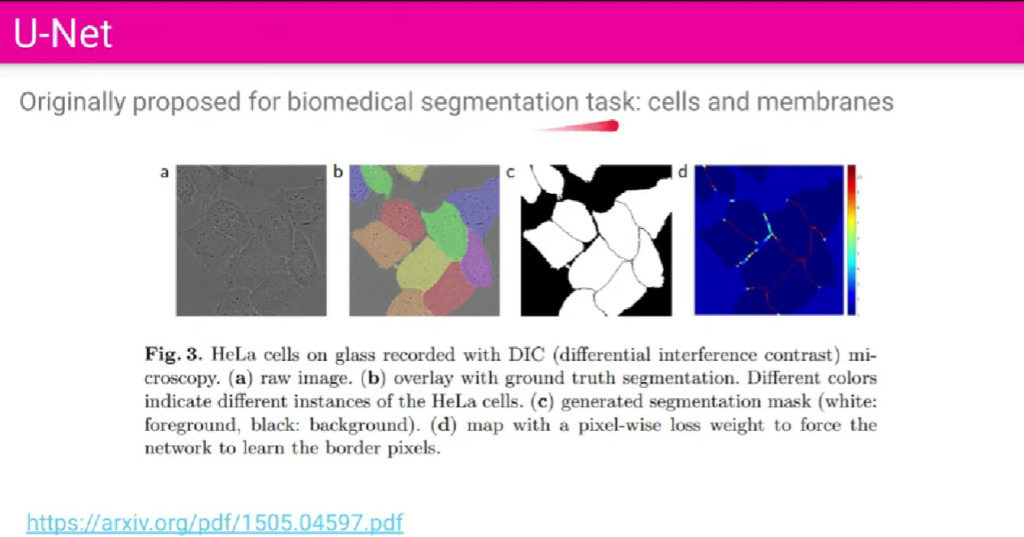 U-Net
Originally proposed for biomedical segmentation task: cells and membranes
a b c d
Fig. 3. HeLa cells on glass recorded with DIC (differential interference contrast) mi-
croscopy. (a) raw image. (b) overlay with ground truth segmentation. Different colors
indicate different instances of the HeLa cells. (c) generated segmentation mask (white:
foreground, black: background). (d) map with a pixel-wise loss weight to force the
network to learn the border pixels.
https://arxiv.org/pdf/1505.04597.pdf